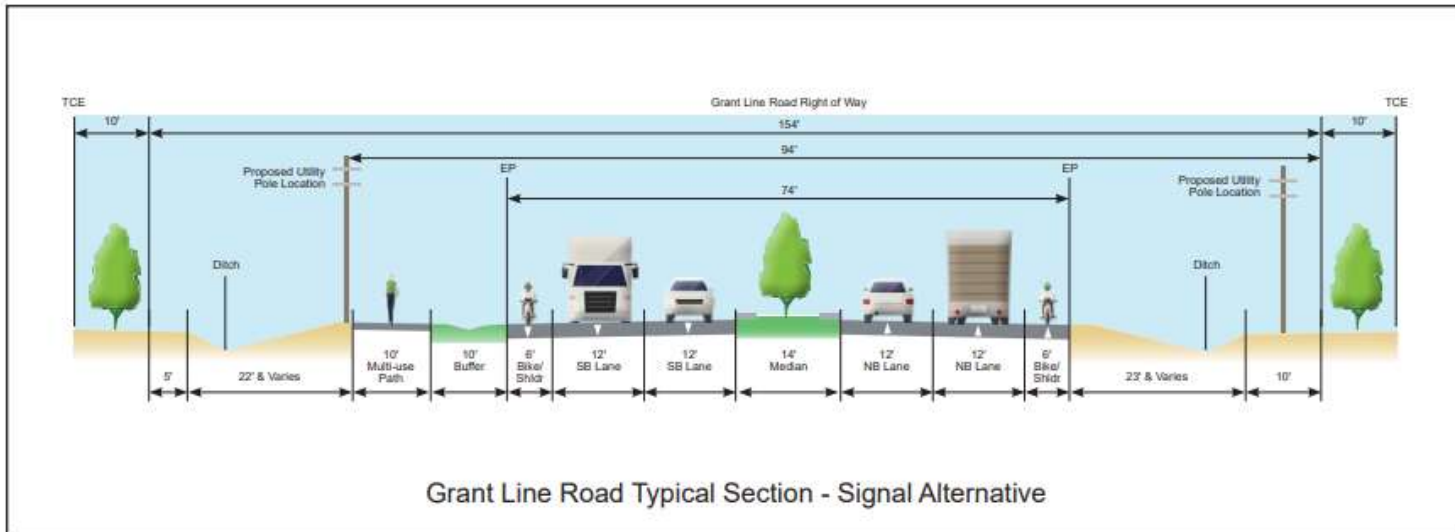 TCE
Grant Line Road Right of Way
TCE
10'
154'
10'
94'
Proposed Utility
Pole Location
EP
EP
Proposed Utility
Pole Location
74'
Ditch
Ditch
5'
22' & Varies
10'
Multi-use
Path
10'
Buffer
6'
Bike/
Shldr
12'
SB Lane
12'
SB Lane
14'
Median
12'
NB Lane
12'
NB Lane
6'
Bike/
Shldr
23' & Varies
10'
Grant Line Road Typical Section - Signal Alternative